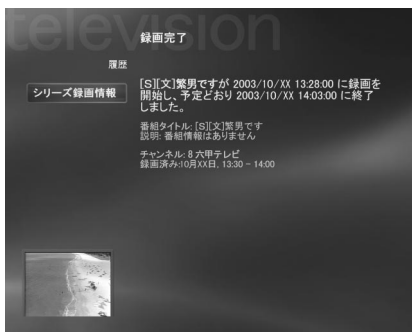 television
録画完了
履歴
シリーズ録画情報
[S][文]繁男ですが 2003/10/XX 13:28:00 に録画を
開始し、予定どおり 2003/10/XX 14:03:00 に終了
しました。
番組タイトル: [S][文]繁男です
説明: 番組情報はありません
チャンネル: 8 六甲テレビ
録画済み:10月XX日, 13:30 - 14:00